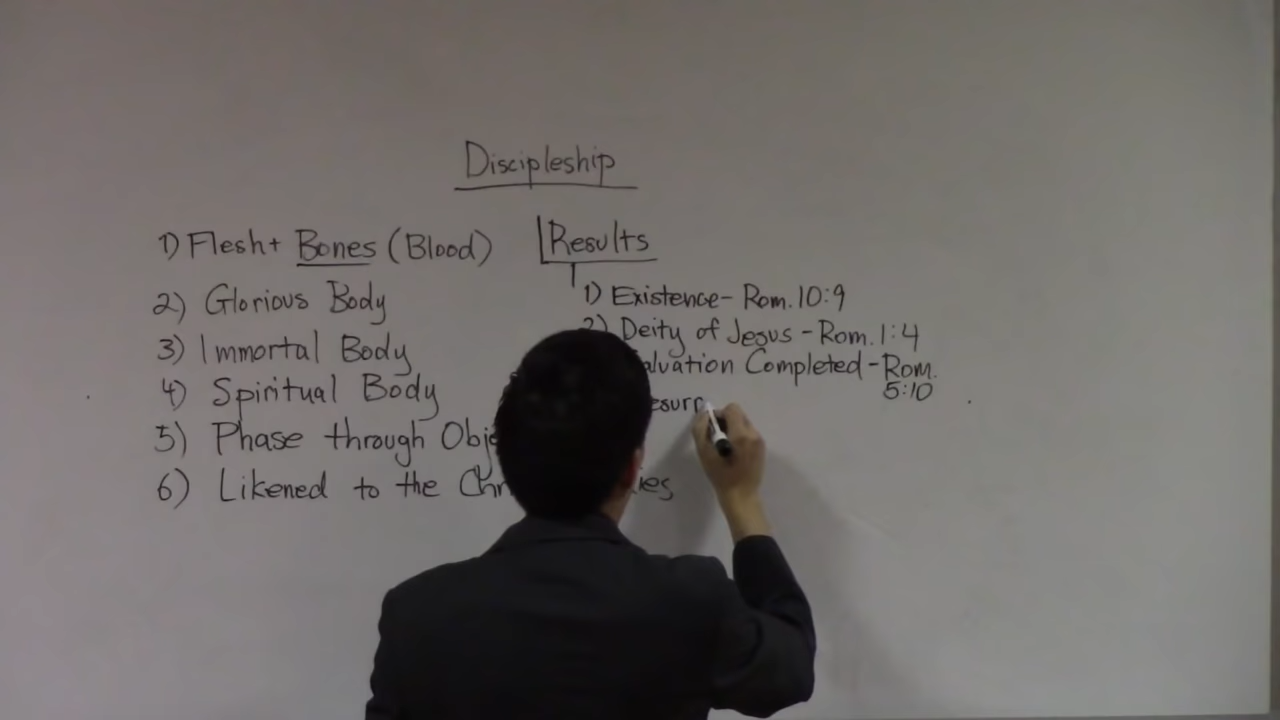 Discipleship
1) Flesh + Bones (Blood)
2) Glorious Body
3) Immortal Body
4) Spiritual Body
5) Phase through
6) Likened to the
Results
1) Existence - Rom. 10:9
2) Deity of Jesus - Rom. 1:4
Completed - Rom.
5:10